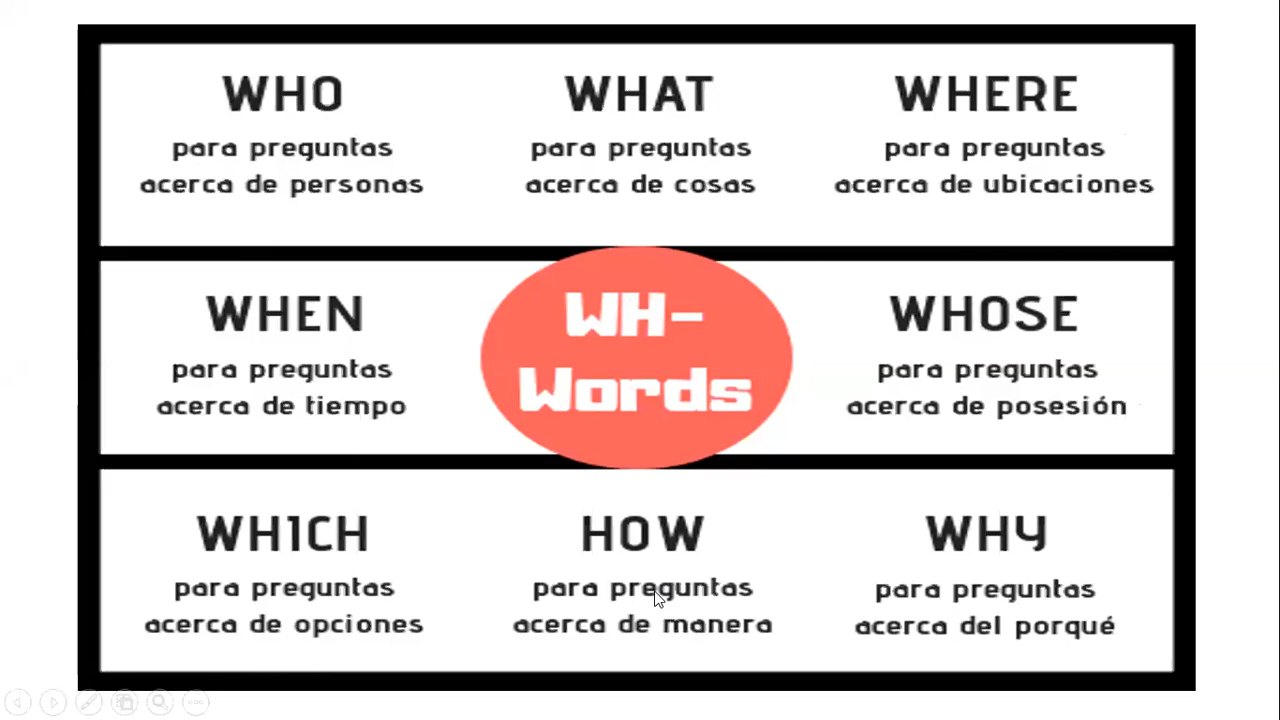 WHO
para preguntas
acerca de personas
WHAT
para preguntas
acerca de cosas
WHERE
para preguntas
acerca de ubicaciones
WHEN
para preguntas
acerca de tiempo
WH-
Words
WHOSE
para preguntas
acerca de posesión
WHICH
para preguntas
acerca de opciones
HOW
para preguntas
acerca de manera
WHY
para preguntas
acerca del porqué